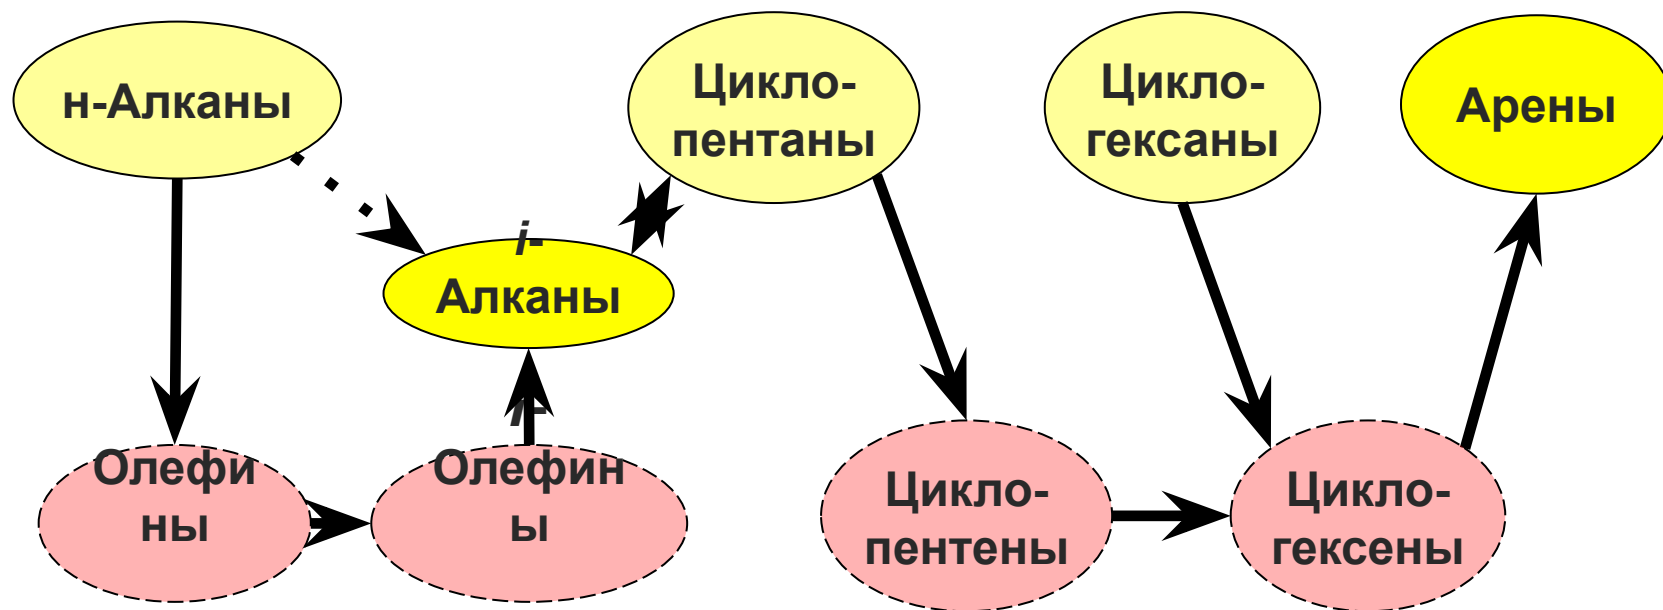 н-Алканы
Цикло-
пентаны
Цикло-
гексаны
Арены
i-
Алканы
Олефи
ны
i-
Олефин
ы
Цикло-
пентены
Цикло-
гексены